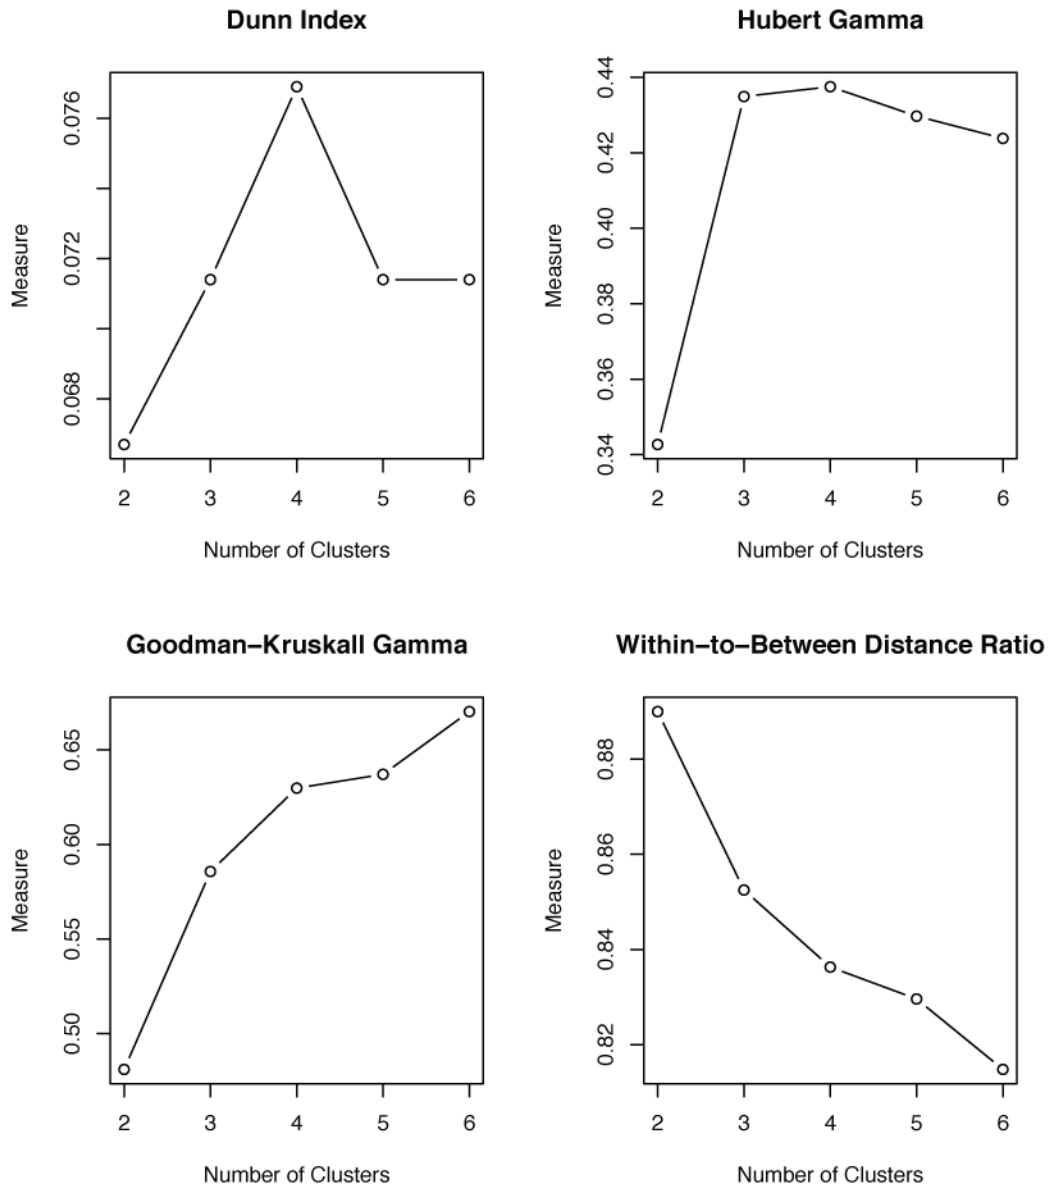 Dunn Index
Measure
0.076
0.072
0.068
2 3 4 5 6
Number of Clusters
Hubert Gamma
Measure
0.44
0.42
0.40
0.38
0.36
0.34
2 3 4 5 6
Number of Clusters
Goodman–Kruskall Gamma
Measure
0.65
0.60
0.55
0.50
2 3 4 5 6
Number of Clusters
Within–to–Between Distance Ratio
Measure
0.88
0.86
0.84
0.82
2 3 4 5 6
Number of Clusters